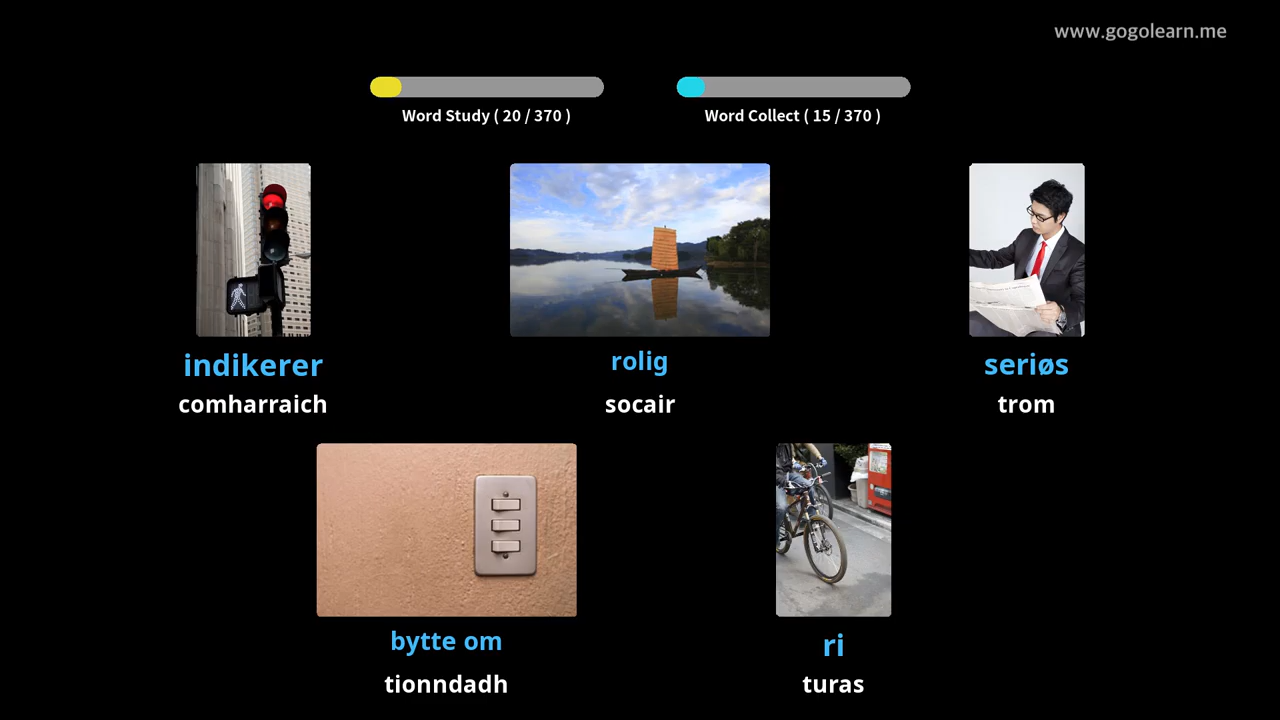 www.gogolearn.me
Word Study ( 20 / 370 )
Word Collect ( 15 / 370 )
indikerer
comharraich
rolig
socair
seriøs
trom
bytte om
tionndadh
ri
turas